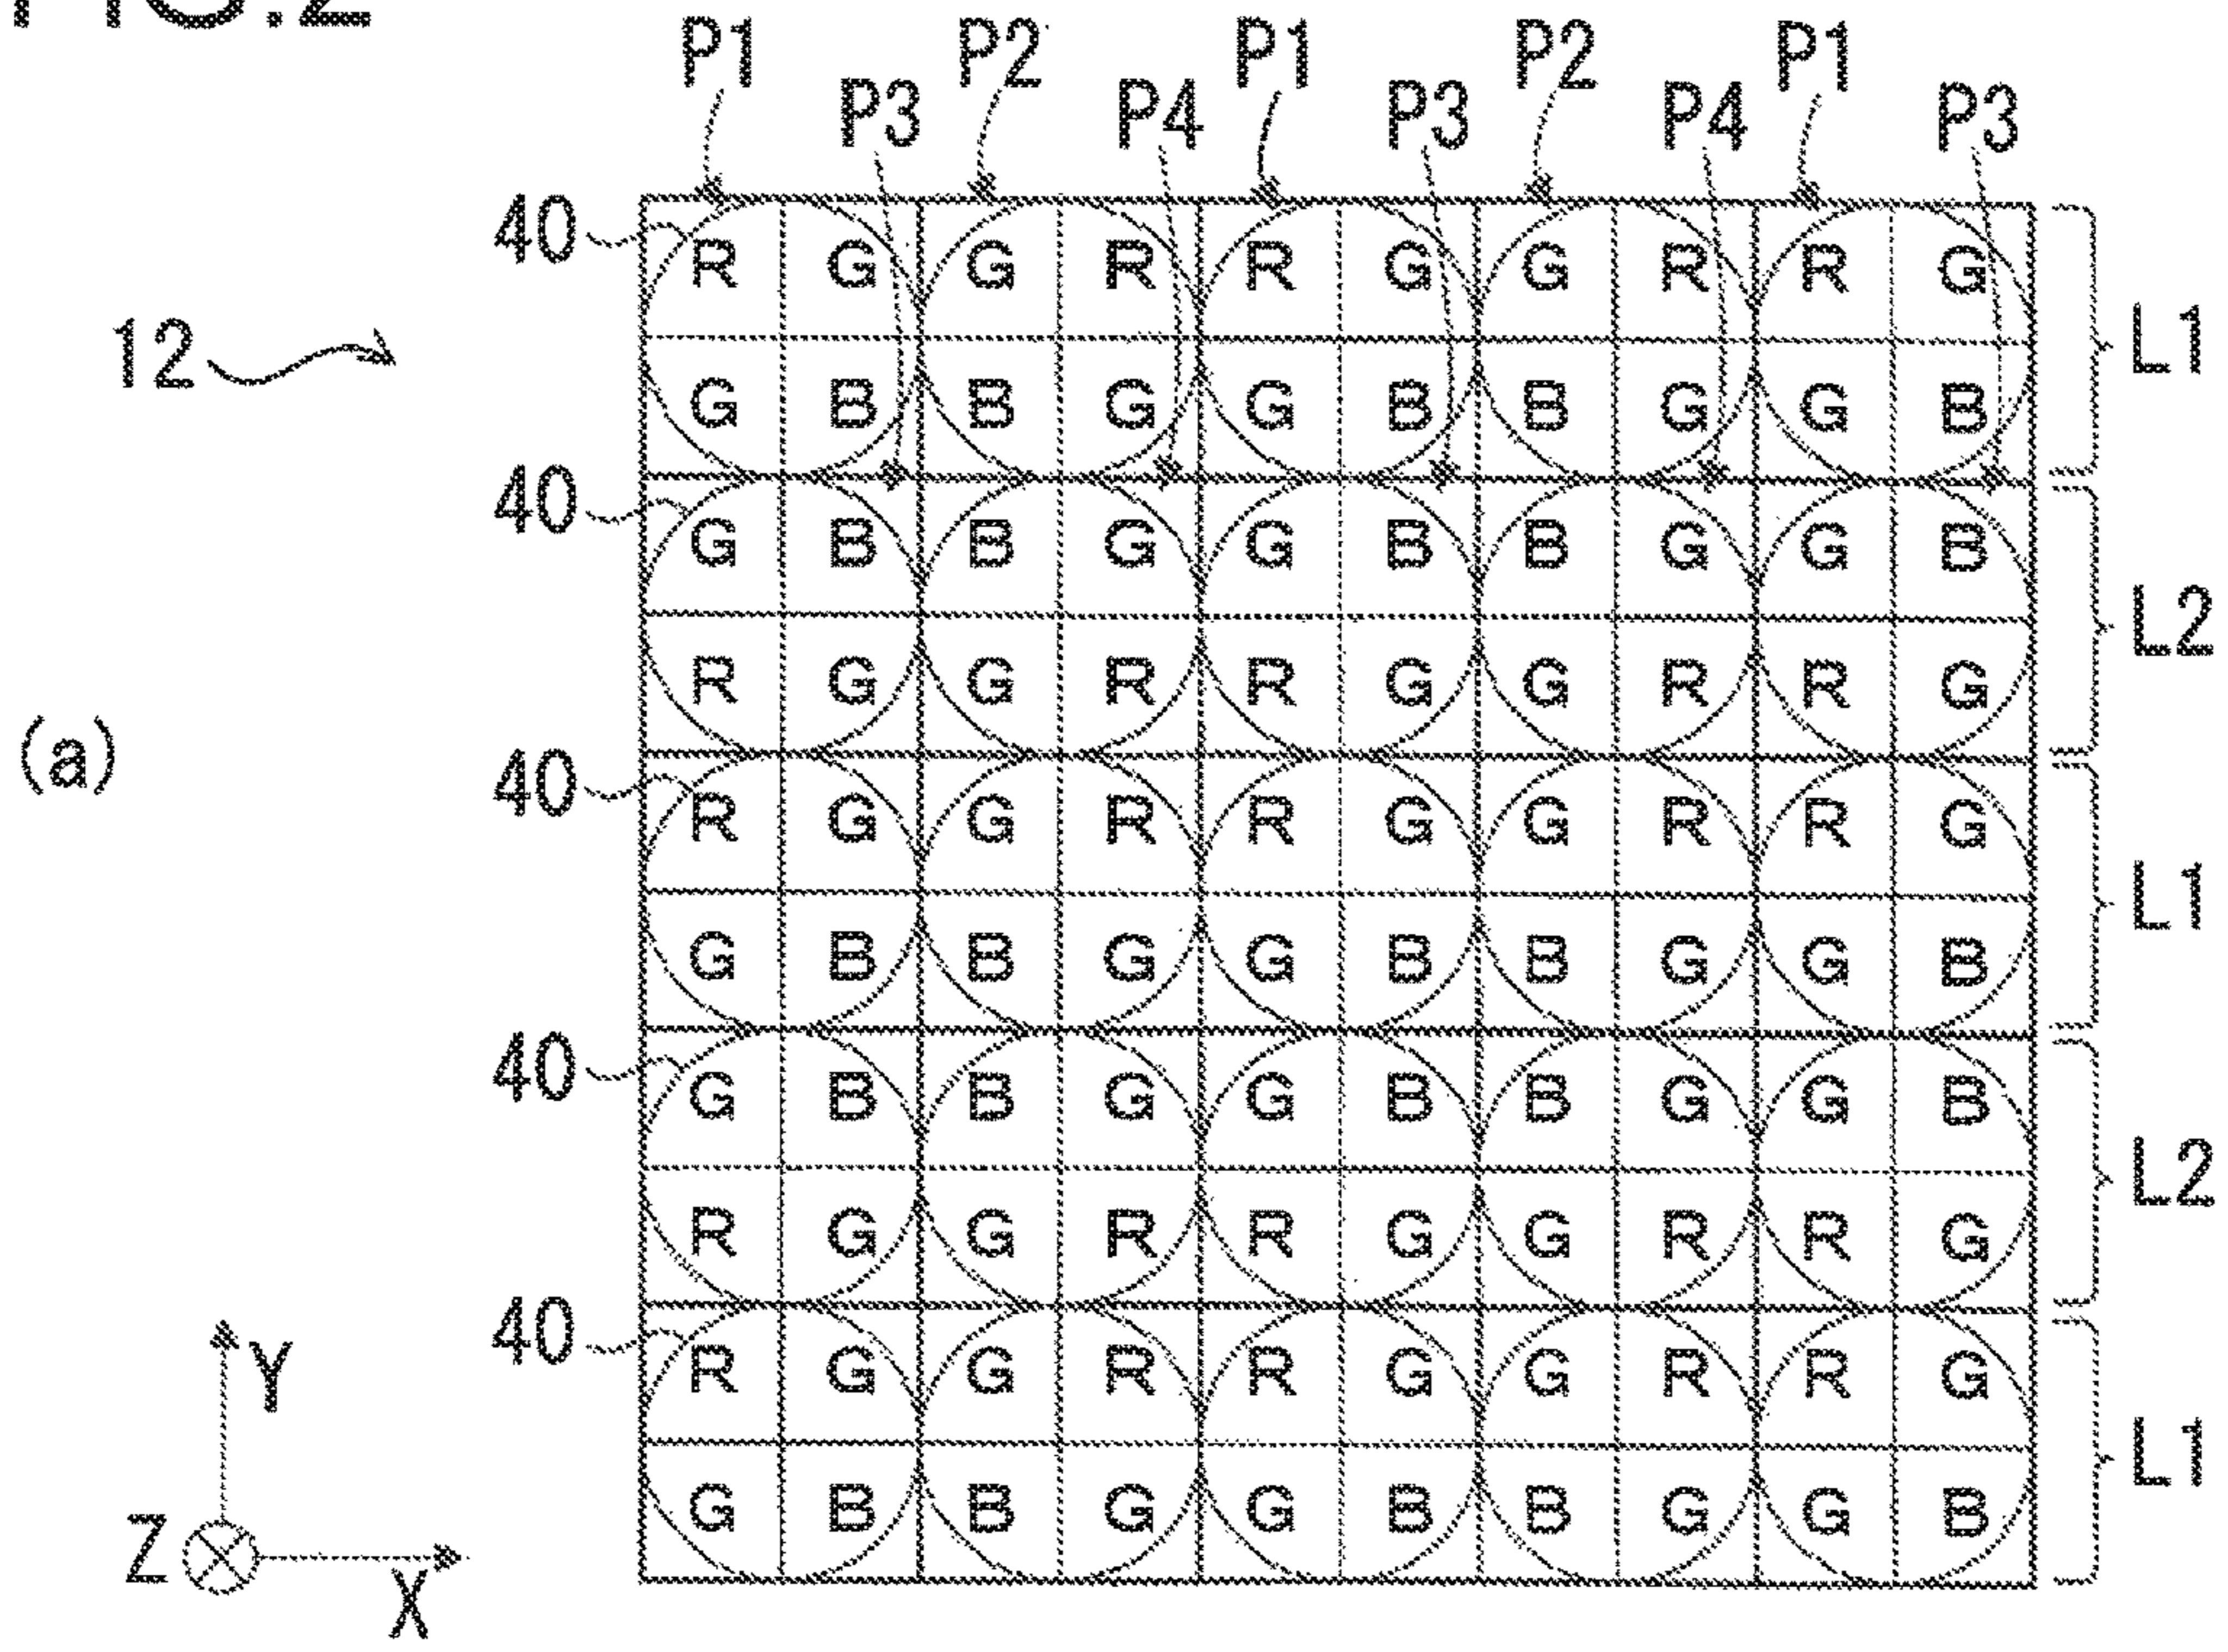 FIG.2
P1 P2 P1 P2 P1
P3 P4 P3 P4 P3
40 R G G R R G G R R G
12 G B B G G B B G G B L1
40 G B B G G B B G G B
R G G R R G G R R G L2
(a)
40 R G G R R G G R R G
G B B G G B B G G B L1
40 G B B G G B B G G B
R G G R R G G R R G L2
40 R G G R R G G R R G
Y
G B B G G B B G G B L1
Z
X